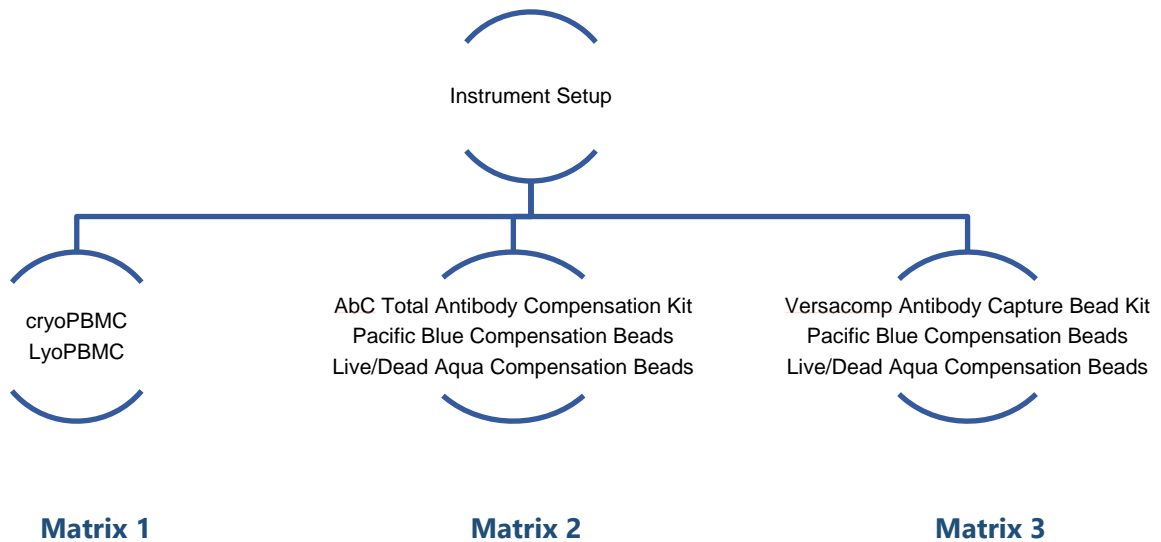 Instrument Setup
cryoPBMC
LyoPBMC
AbC Total Antibody Compensation Kit
Pacific Blue Compensation Beads
Live/Dead Aqua Compensation Beads
Versacomp Antibody Capture Bead Kit
Pacific Blue Compensation Beads
Live/Dead Aqua Compensation Beads
Matrix 1
Matrix 2
Matrix 3